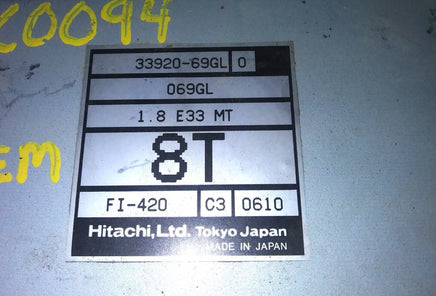 C0094
33920-69GL 0
069GL
1.8 E33 MT
8T
EM
FI-420 C3 0610
Hitachi,Ltd. Tokyo Japan
MADE IN JAPAN